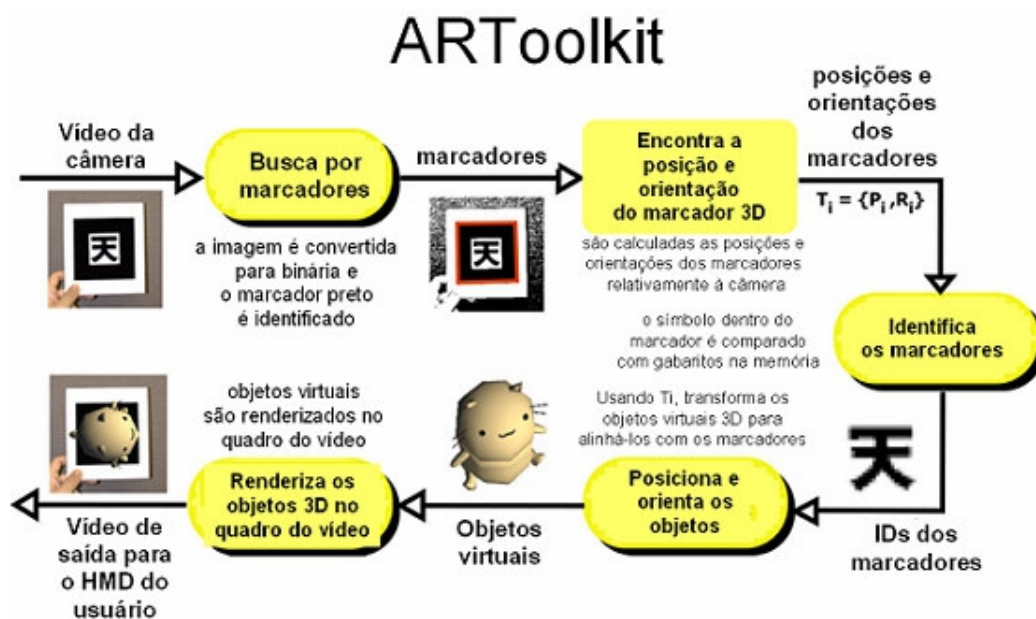 ARToolkit
Vídeo da
câmera
Busca por
marcadores
a imagem é convertida
para binária e
o marcador preto
é identificado
天
marcadores
天
Encontra a
posição e
orientação
do marcador 3D
são calculadas as posições e
orientações dos marcadores
relativamente à câmera
posições e
orientações
dos
marcadores
Ti = {Pi ,Ri}
Identifica
os marcadores
o símbolo dentro do
marcador é comparado
com gabaritos na memória
天
IDs dos
marcadores
Usando Ti, transforma os
objetos virtuais 3D para
alinhá-los com os marcadores
Posiciona e
orienta os
objetos
Objetos
virtuais
objetos virtuais
são renderizados no
quadro do vídeo
Renderiza os
objetos 3D no
quadro do vídeo
Vídeo de
saída para
o HMD do
usuário